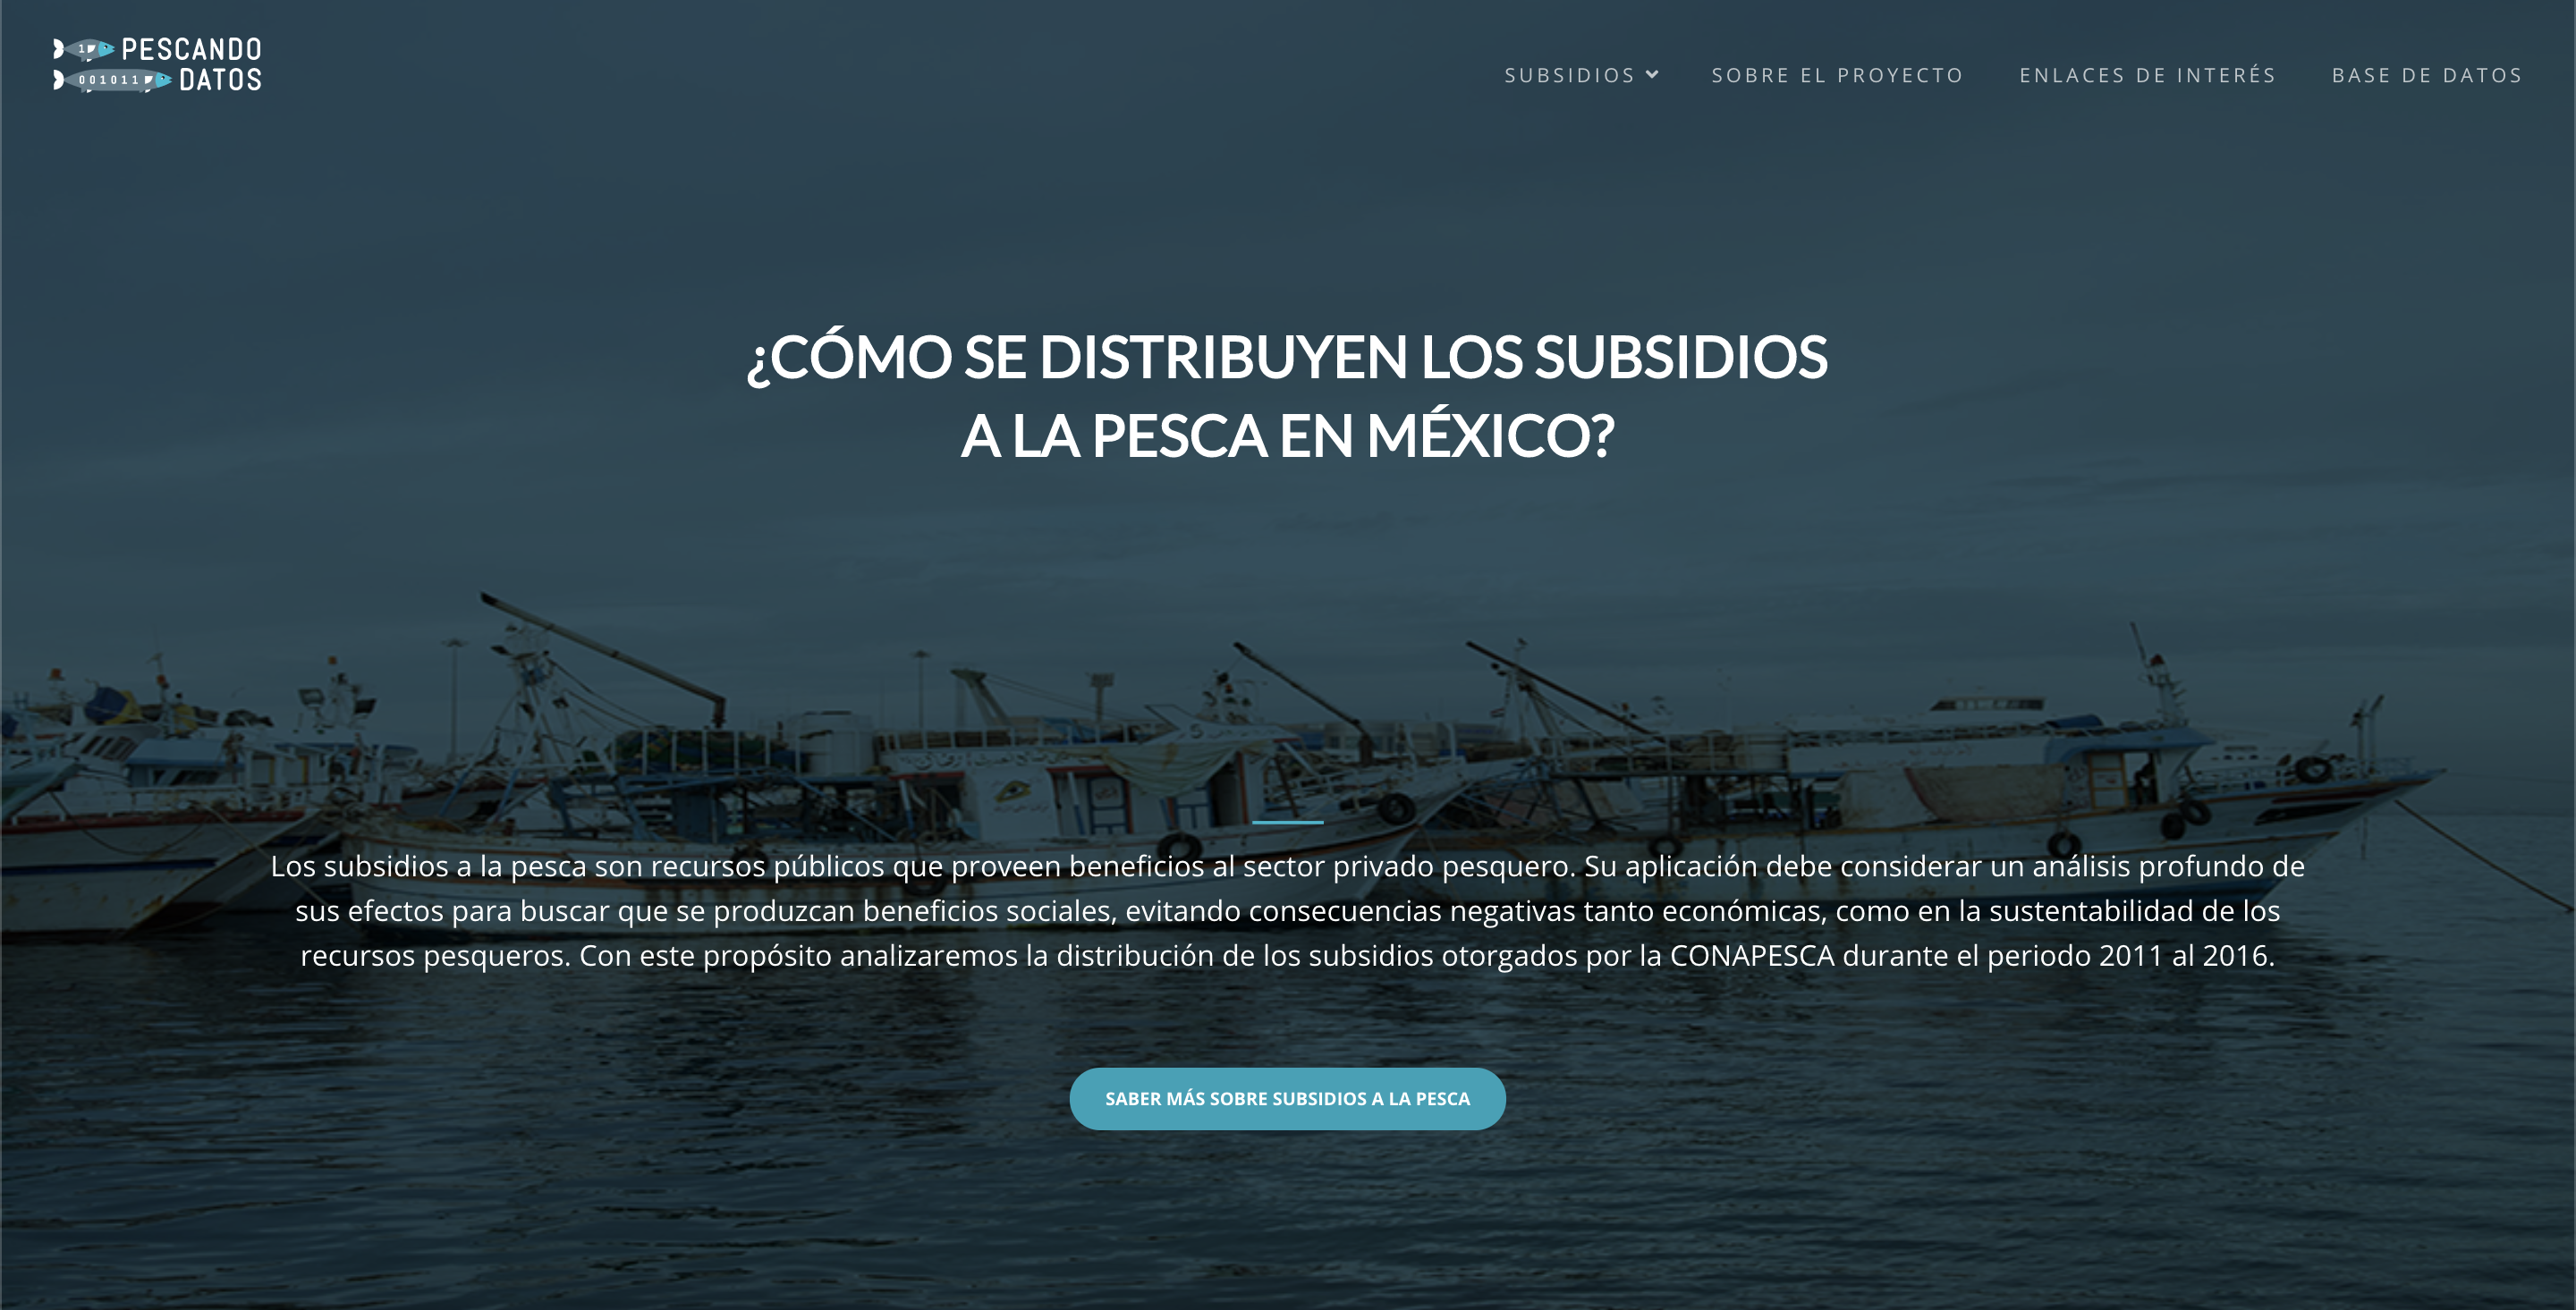 PESCANDO
001011 DATOS
SUBSIDIOS SOBRE EL PROYECTO ENLACES DE INTERÉS BASE DE DATOS
¿CÓMO SE DISTRIBUYEN LOS SUBSIDIOS
A LA PESCA EN MÉXICO?
Los subsidios a la pesca son recursos públicos que proveen beneficios al sector privado pesquero. Su aplicación debe considerar un análisis profundo de
sus efectos para buscar que se produzcan beneficios sociales, evitando consecuencias negativas tanto económicas, como en la sustentabilidad de los
recursos pesqueros. Con este propósito analizaremos la distribución de los subsidios otorgados por la CONAPESCA durante el periodo 2011 al 2016.
SABER MÁS SOBRE SUBSIDIOS A LA PESCA